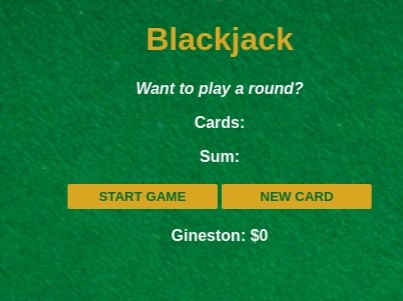 Blackjack
Want to play a round?
Cards:
Sum:
START GAME NEW CARD
Gineston: $0